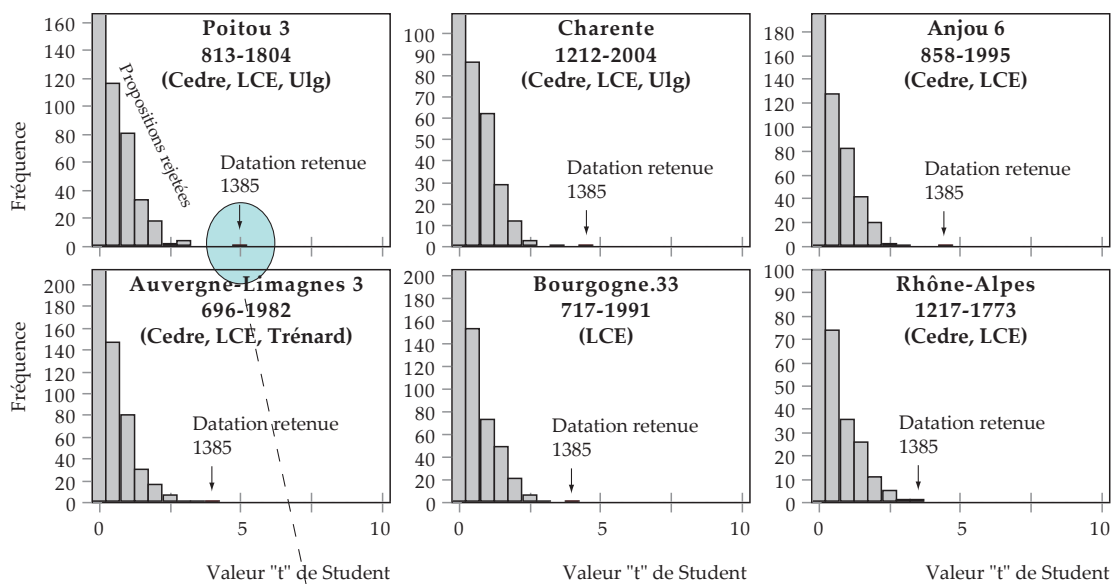 Fréquence
160
140
120
100
80
60
40
20
0
Poitou 3
813-1804
(Cedre, LCE, Ulg)
Propositions rejetées
Datation retenue
1385
100
90
80
70
60
50
40
30
20
10
0
Charente
1212-2004
(Cedre, LCE, Ulg)
Datation retenue
1385
180
160
140
120
100
80
60
40
20
0
Anjou 6
858-1995
(Cedre, LCE)
Datation retenue
1385
Fréquence
200
180
160
140
120
100
80
60
40
20
0
Auvergne-Limagnes 3
696-1982
(Cedre, LCE, Trénard)
Datation retenue
1385
0 5 10
Valeur "t" de Student
200
180
160
140
120
100
80
60
40
20
0
Bourgogne.33
717-1991
(LCE)
Datation retenue
1385
0 5 10
Valeur "t" de Student
100
90
80
70
60
50
40
30
20
10
0
Rhône-Alpes
1217-1773
(Cedre, LCE)
Datation retenue
1385
0 5 10
Valeur "t" de Student